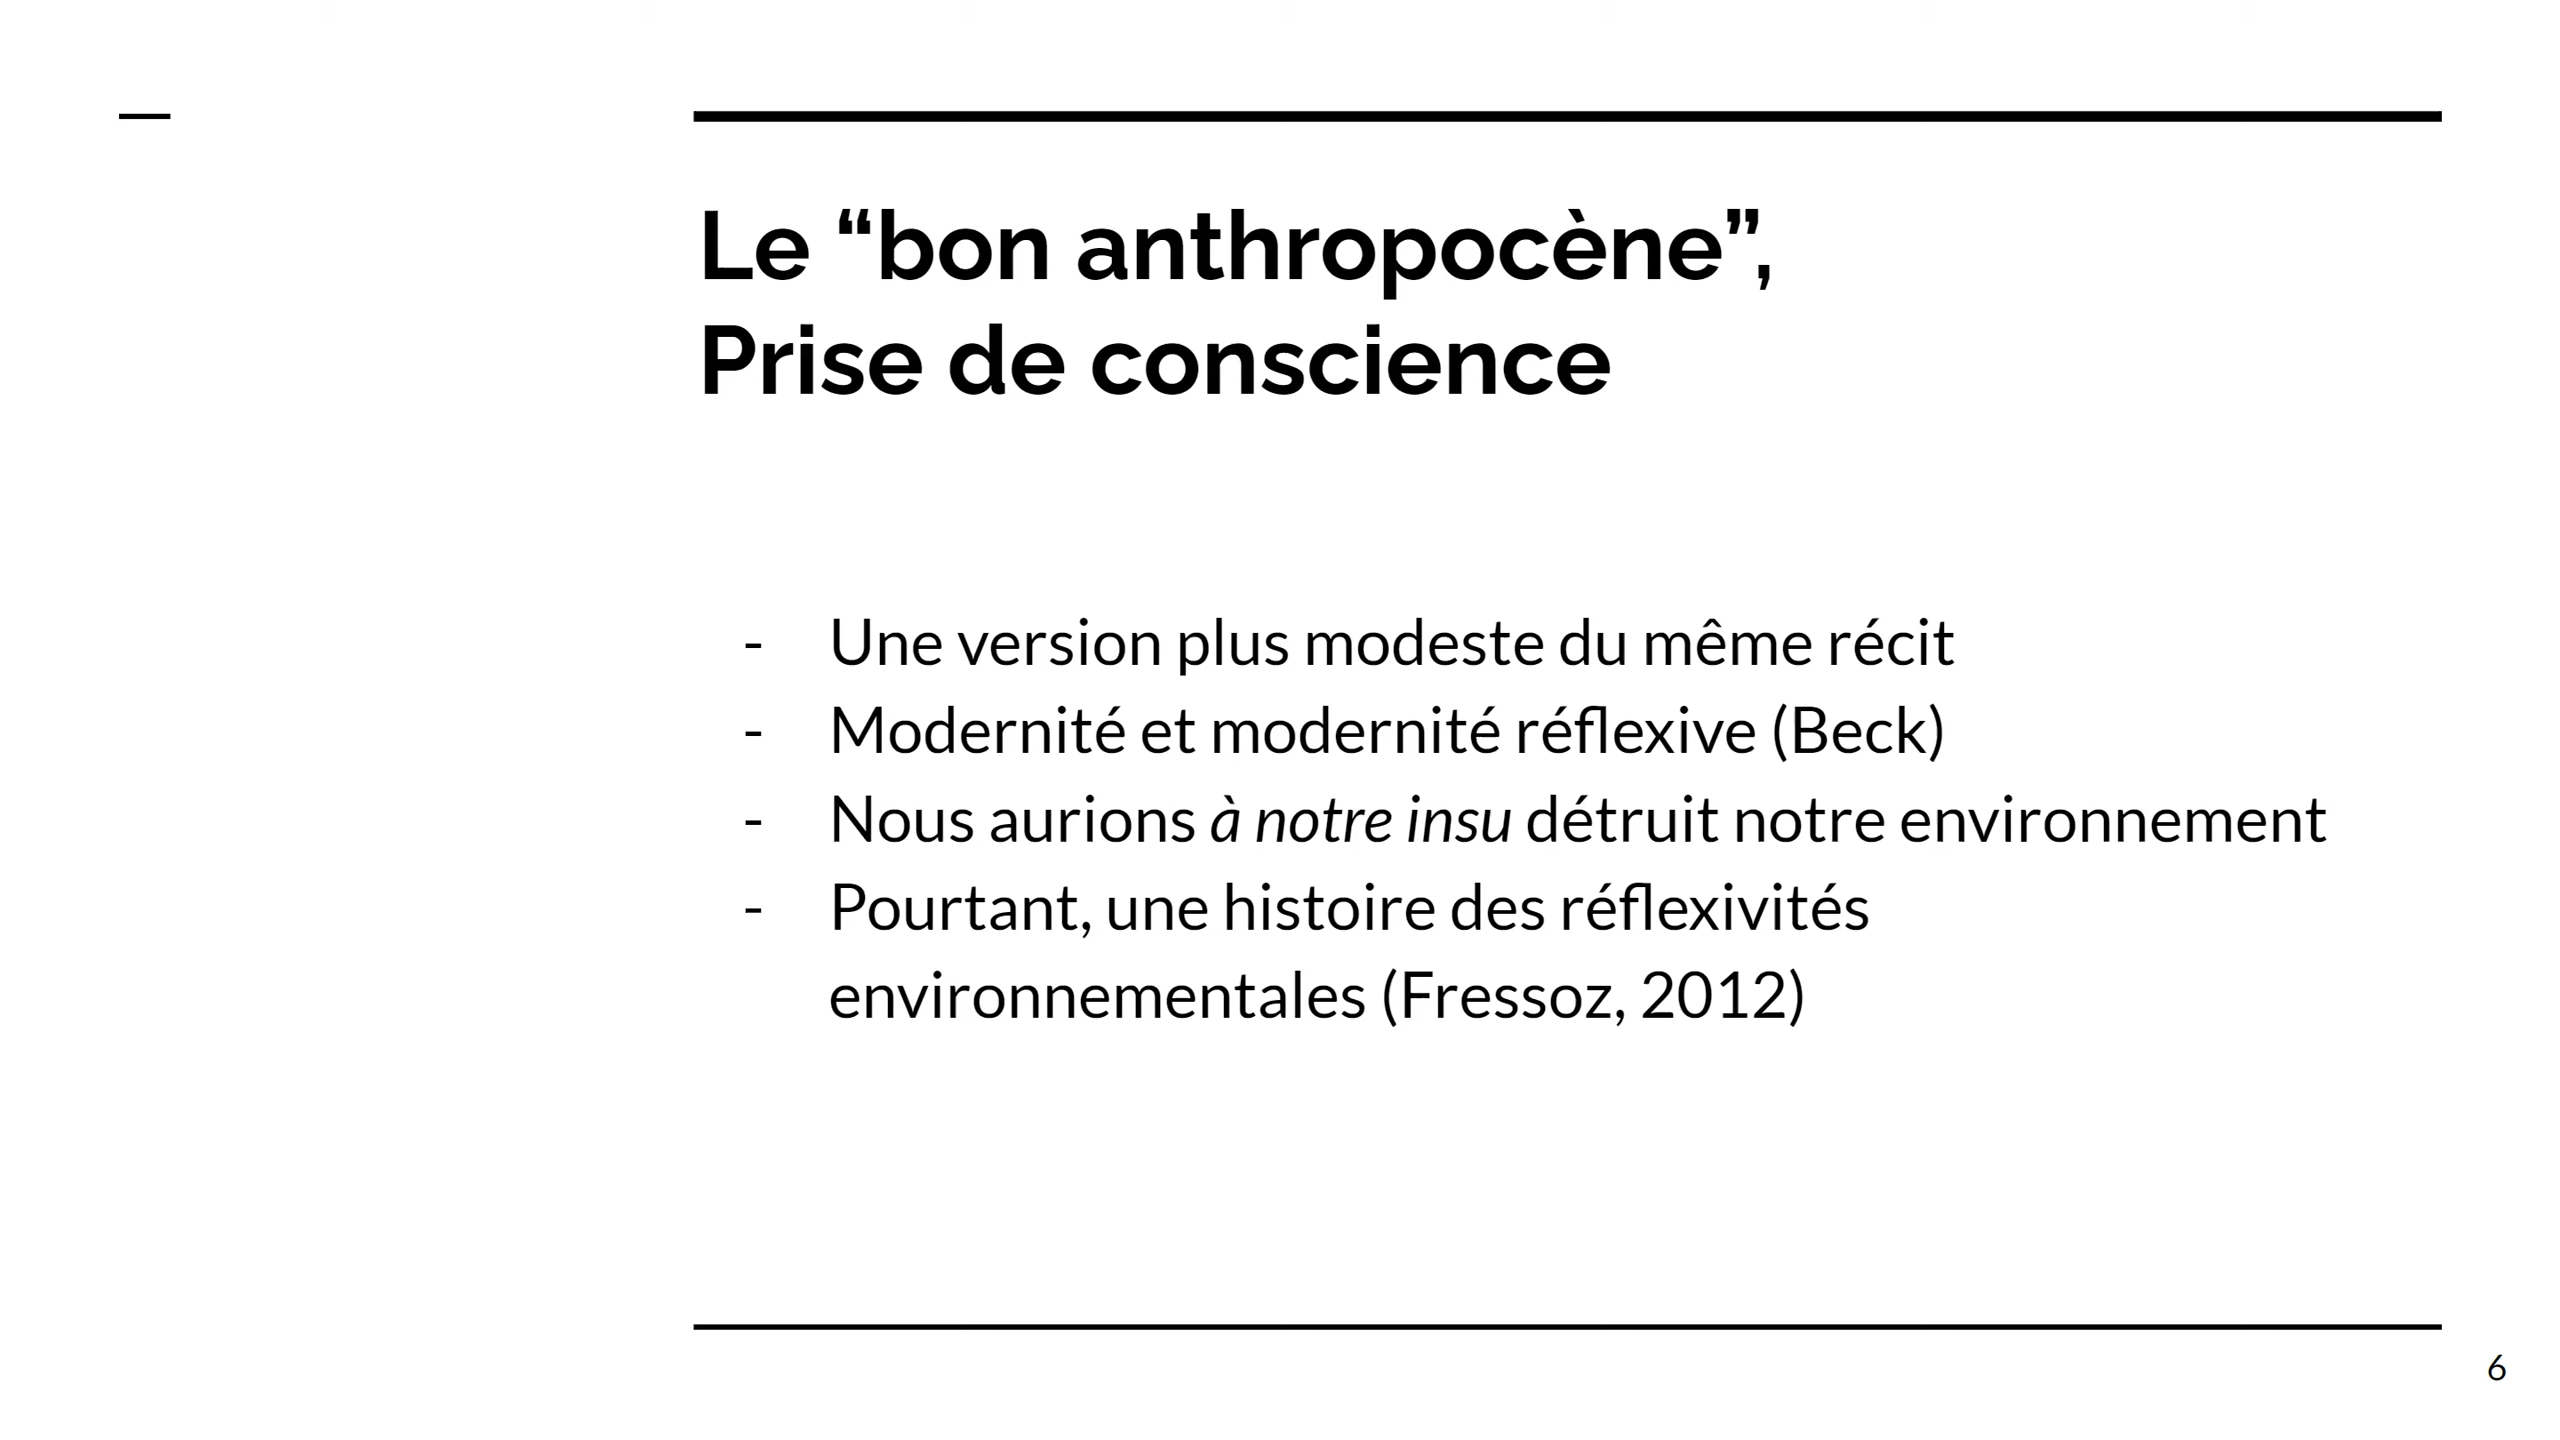 Le “bon anthropocène”,
Prise de conscience
- Une version plus modeste du même récit
- Modernité et modernité réflexive (Beck)
- Nous aurions à notre insu détruit notre environnement
- Pourtant, une histoire des réflexivités
environnementales (Fressoz, 2012)
6